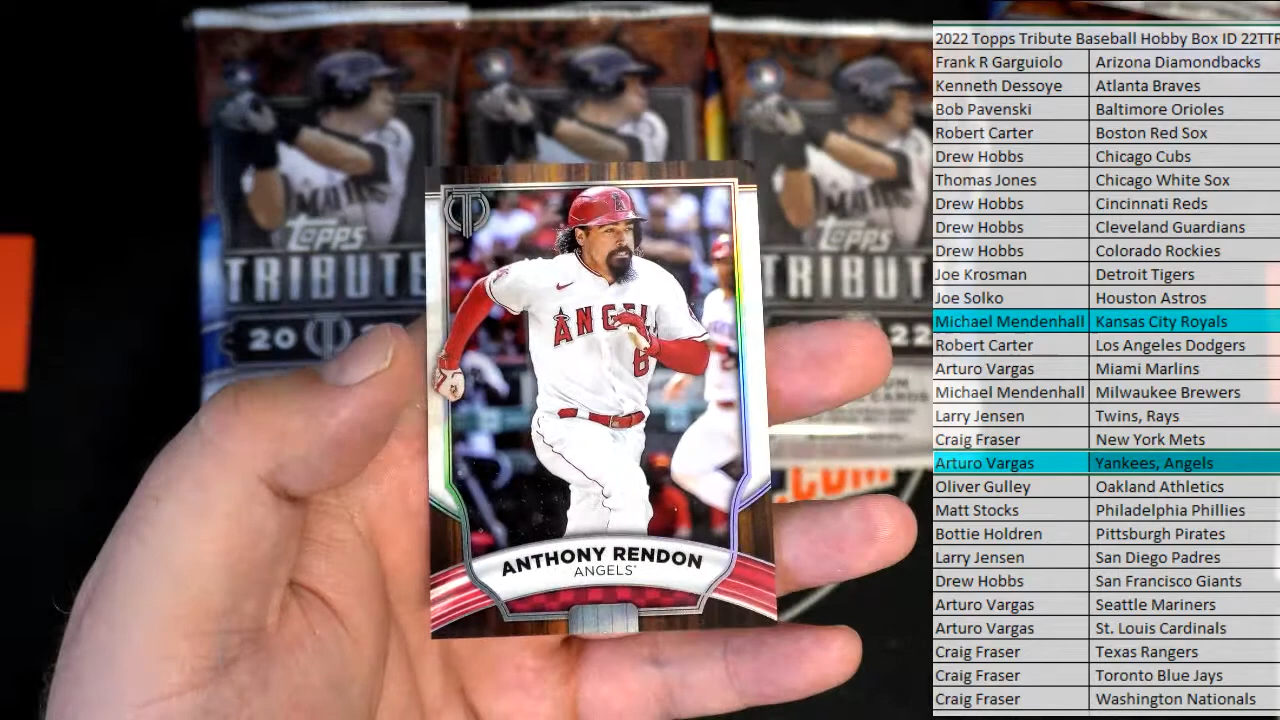 TOPPS
TRIBUTE
20
TOPPS
TRIBUT
22
ANGEL
6
ANTHONY RENDON
ANGELS
.COM
2022 Topps Tribute Baseball Hobby Box ID 22TTR
Frank R Garguiolo Arizona Diamondbacks
Kenneth Dessoye Atlanta Braves
Bob Pavenski Baltimore Orioles
Robert Carter Boston Red Sox
Drew Hobbs Chicago Cubs
Thomas Jones Chicago White Sox
Drew Hobbs Cincinnati Reds
Drew Hobbs Cleveland Guardians
Drew Hobbs Colorado Rockies
Joe Krosman Detroit Tigers
Joe Solko Houston Astros
Michael Mendenhall Kansas City Royals
Robert Carter Los Angeles Dodgers
Arturo Vargas Miami Marlins
Michael Mendenhall Milwaukee Brewers
Larry Jensen Twins, Rays
Craig Fraser New York Mets
Arturo Vargas Yankees, Angels
Oliver Gulley Oakland Athletics
Matt Stocks Philadelphia Phillies
Bottie Holdren Pittsburgh Pirates
Larry Jensen San Diego Padres
Drew Hobbs San Francisco Giants
Arturo Vargas Seattle Mariners
Arturo Vargas St. Louis Cardinals
Craig Fraser Texas Rangers
Craig Fraser Toronto Blue Jays
Craig Fraser Washington Nationals